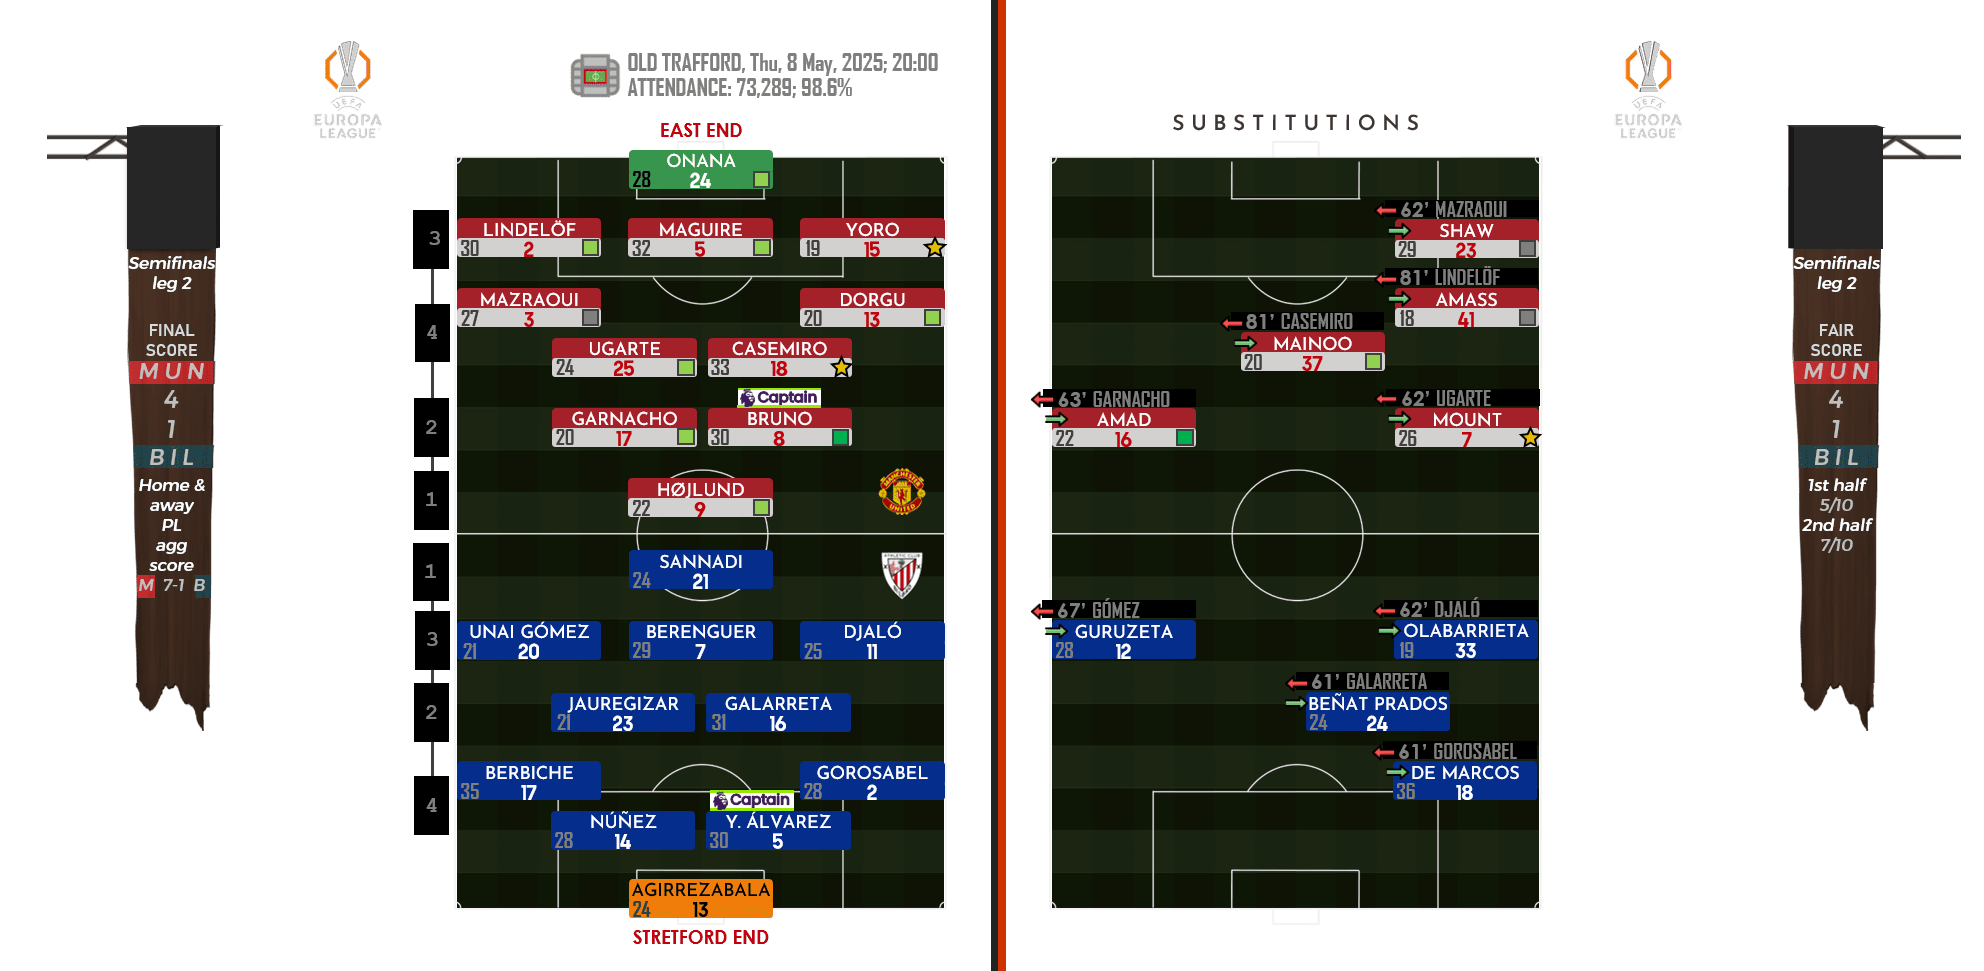 UEFA
EUROPA
LEAGUE
OLD TRAFFORD, Thu, 8 May, 2025; 20:00
ATTENDANCE: 73,289; 98.6%
EAST END
Semifinals
leg 2
FINAL
SCORE
MUN
4
1
BIL
Home &
away
PL
agg
score
M 7-1 B
3
4
2
1
1
3
2
4
ONANA
28 24
LINDELÖF
30 2
MAGUIRE
32 5
YORO
19 15
MAZRAOUI
27 3
DORGU
20 13
UGARTE
24 25
CASEMIRO
33 18
Captain
GARNACHO
20 17
BRUNO
30 8
MANCHESTER
UNITED
HØJLUND
22 9
ATHLETIC CLUB
SANNADI
24 21
UNAI GÓMEZ
21 20
BERENGUER
29 7
DJALÓ
25 11
JAUREGIZAR
21 23
GALARRETA
31 16
BERBICHE
35 17
GOROSABEL
28 2
Captain
NÚÑEZ
28 14
Y. ÁLVAREZ
30 5
AGIRREZABALA
24 13
STRETFORD END
SUBSTITUTIONS
UEFA
EUROPA
LEAGUE
62’ MAZRAOUI
SHAW
29 23
81’ LINDELÖF
AMASS
18 41
81’ CASEMIRO
MAINOO
20 37
63’ GARNACHO
AMAD
22 16
62’ UGARTE
MOUNT
26 7
67’ GÓMEZ
GURUZETA
28 12
62’ DJALÓ
OLABARRIETA
19 33
61’ GALARRETA
BEÑAT PRADOS
24 24
61’ GOROSABEL
DE MARCOS
36 18
Semifinals
leg 2
FAIR
SCORE
MUN
4
1
BIL
1st half
5/10
2nd half
7/10